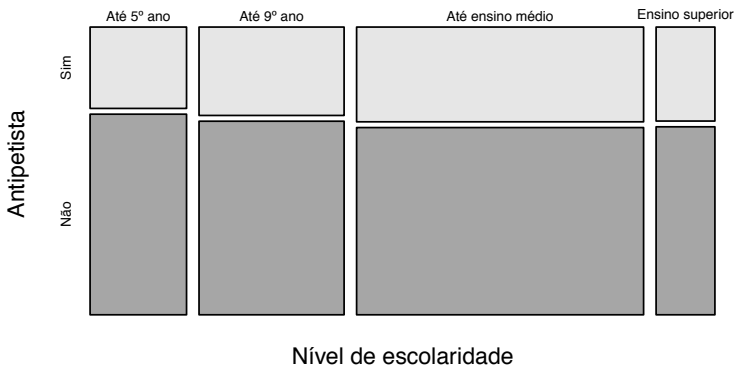 Até 5º ano
Até 9º ano
Até ensino médio
Ensino superior
Sim
Antipetista
Não
Nível de escolaridade